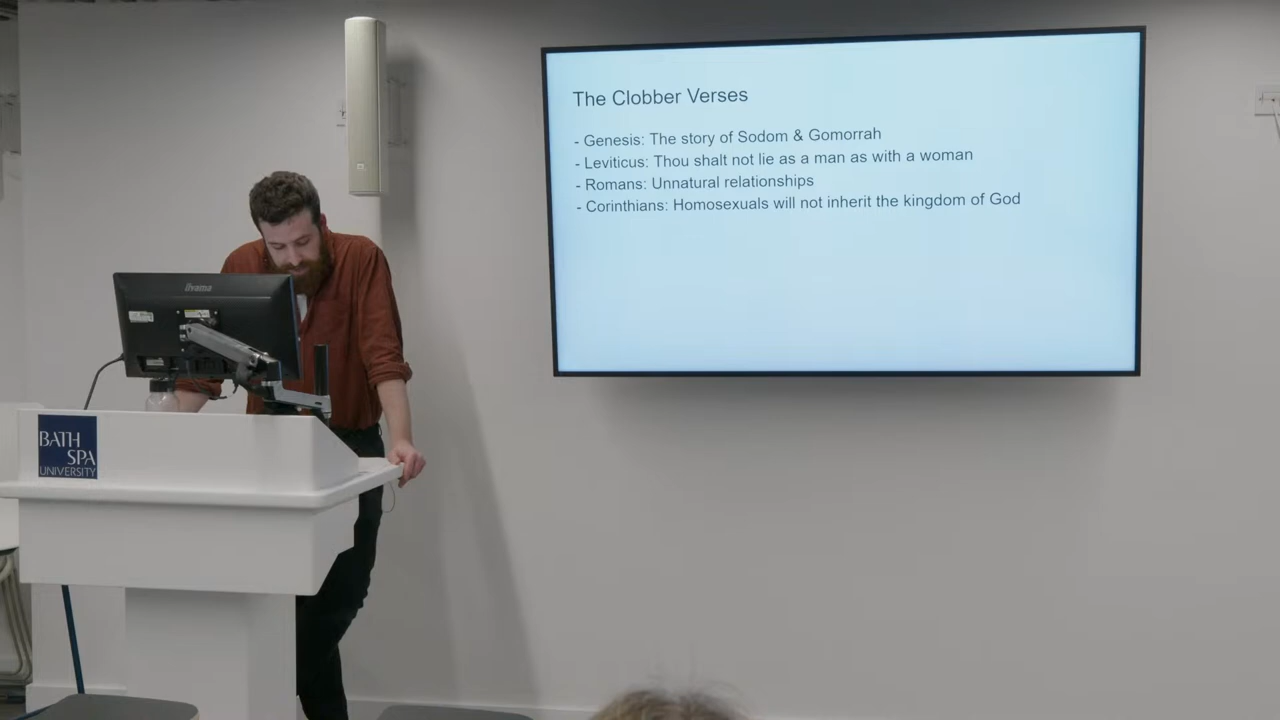 The Clobber Verses
- Genesis: The story of Sodom & Gomorrah
- Leviticus: Thou shalt not lie as a man as with a woman
- Romans: Unnatural relationships
- Corinthians: Homosexuals will not inherit the kingdom of God
iiyama
BATH
SPA
UNIVERSITY